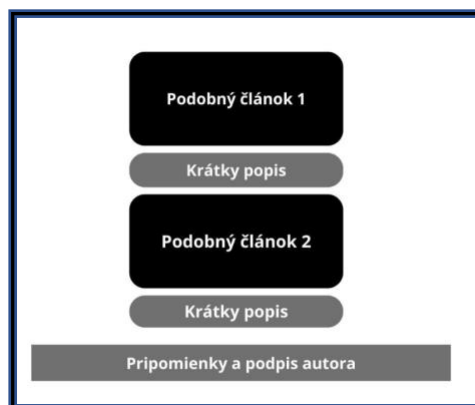 Podobný článok 1
Krátky popis
Podobný článok 2
Krátky popis
Pripomienky a podpis autora